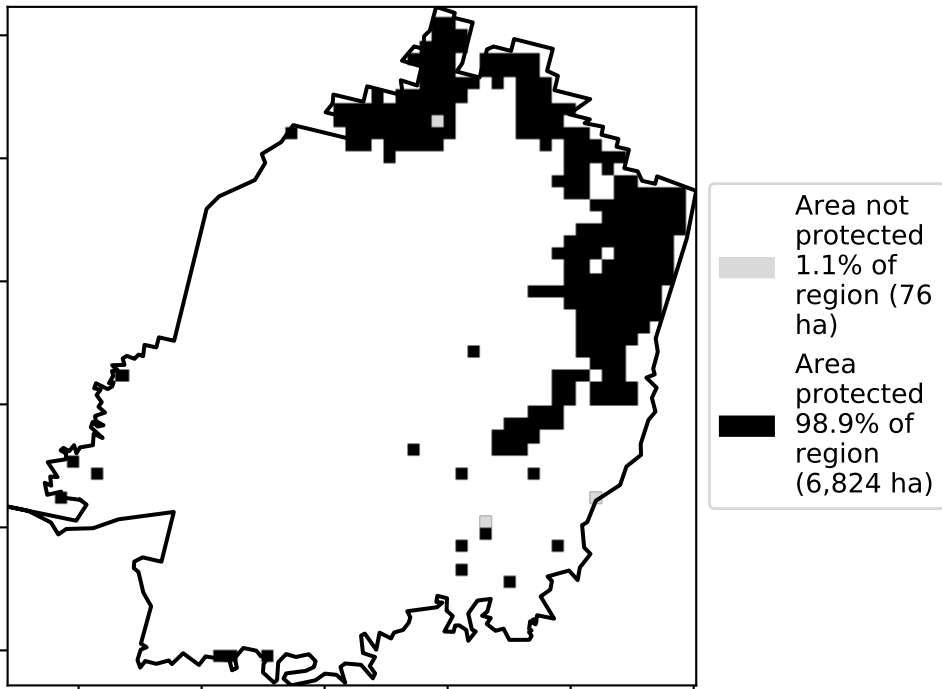 Area not
protected
1.1% of
region (76
ha)
Area
protected
98.9% of
region
(6,824 ha)